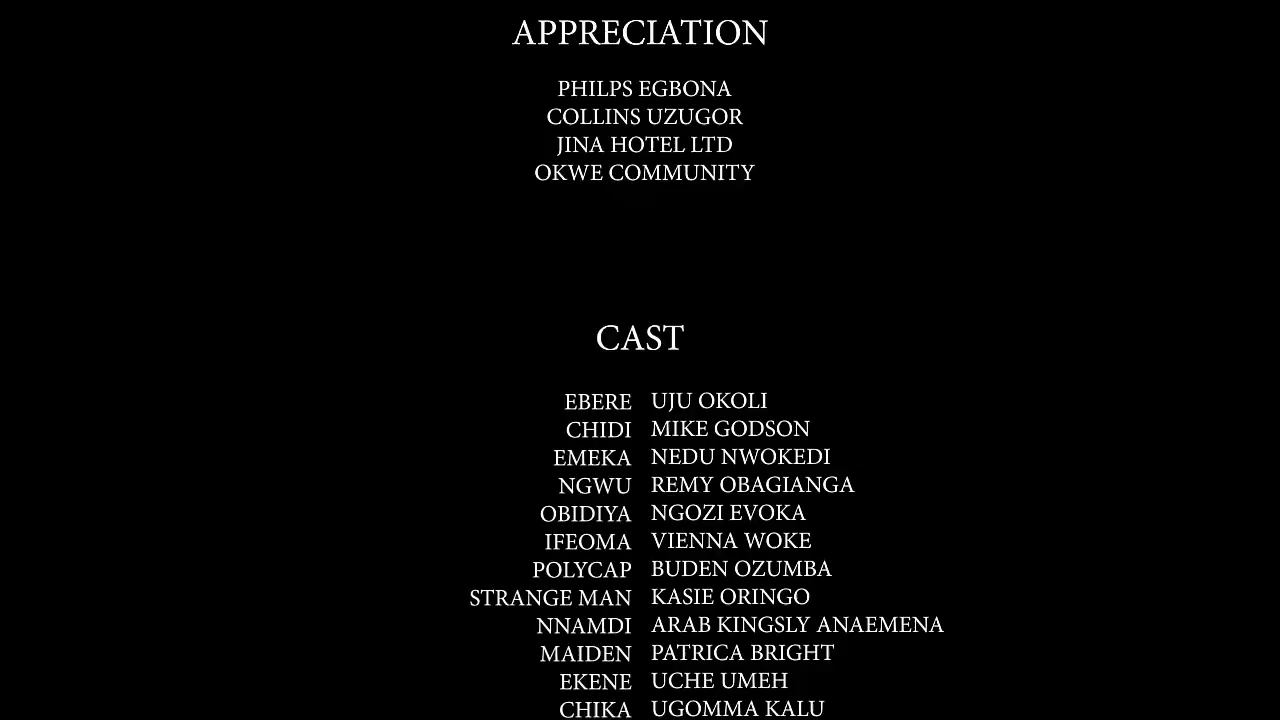 APPRECIATION
PHILPS EGBONA
COLLINS UZUGOR
JINA HOTEL LTD
OKWE COMMUNITY
CAST
EBERE UJU OKOLI
CHIDI MIKE GODSON
EMEKA NEDU NWOKEDI
NGWU REMY OBAGIANGA
OBIDIYA NGOZI EVOKA
IFEOMA VIENNA WOKE
POLYCAP BUDEN OZUMBA
STRANGE MAN KASIE ORINGO
NNAMDI ARAB KINGSLY ANAEMENA
MAIDEN PATRICA BRIGHT
EKENE UCHE UMEH
CHIKA UGOMMA KALU